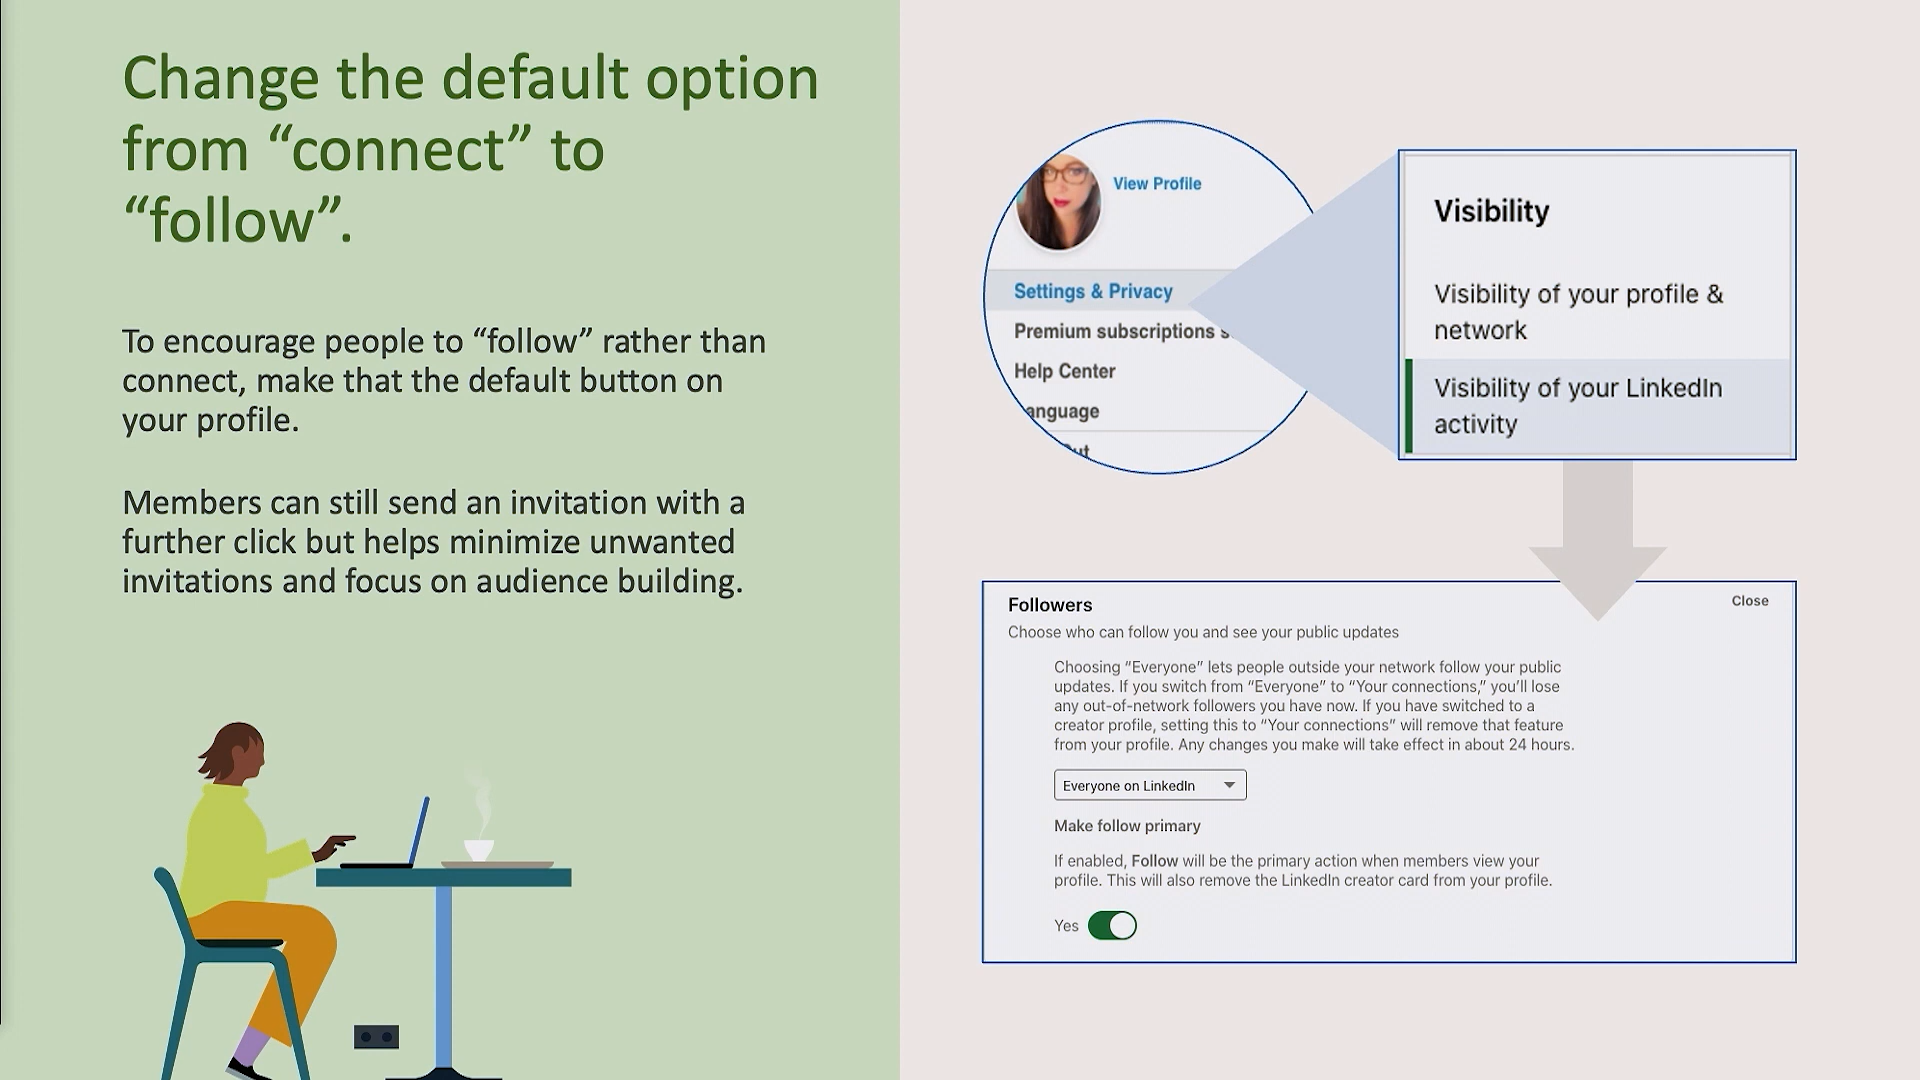 Change the default option
from “connect” to
“follow”.
To encourage people to “follow” rather than
connect, make that the default button on
your profile.
Members can still send an invitation with a
further click but helps minimize unwanted
invitations and focus on audience building.
View Profile
Settings & Privacy
Premium subscriptions s
Help Center
anguage
ut
Visibility
Visibility of your profile &
network
Visibility of your LinkedIn
activity
Followers
Close
Choose who can follow you and see your public updates
Choosing “Everyone” lets people outside your network follow your public
updates. If you switch from “Everyone” to “Your connections,” you’ll lose
any out-of-network followers you have now. If you have switched to a
creator profile, setting this to “Your connections” will remove that feature
from your profile. Any changes you make will take effect in about 24 hours.
Everyone on LinkedIn
Make follow primary
If enabled, Follow will be the primary action when members view your
profile. This will also remove the LinkedIn creator card from your profile.
Yes